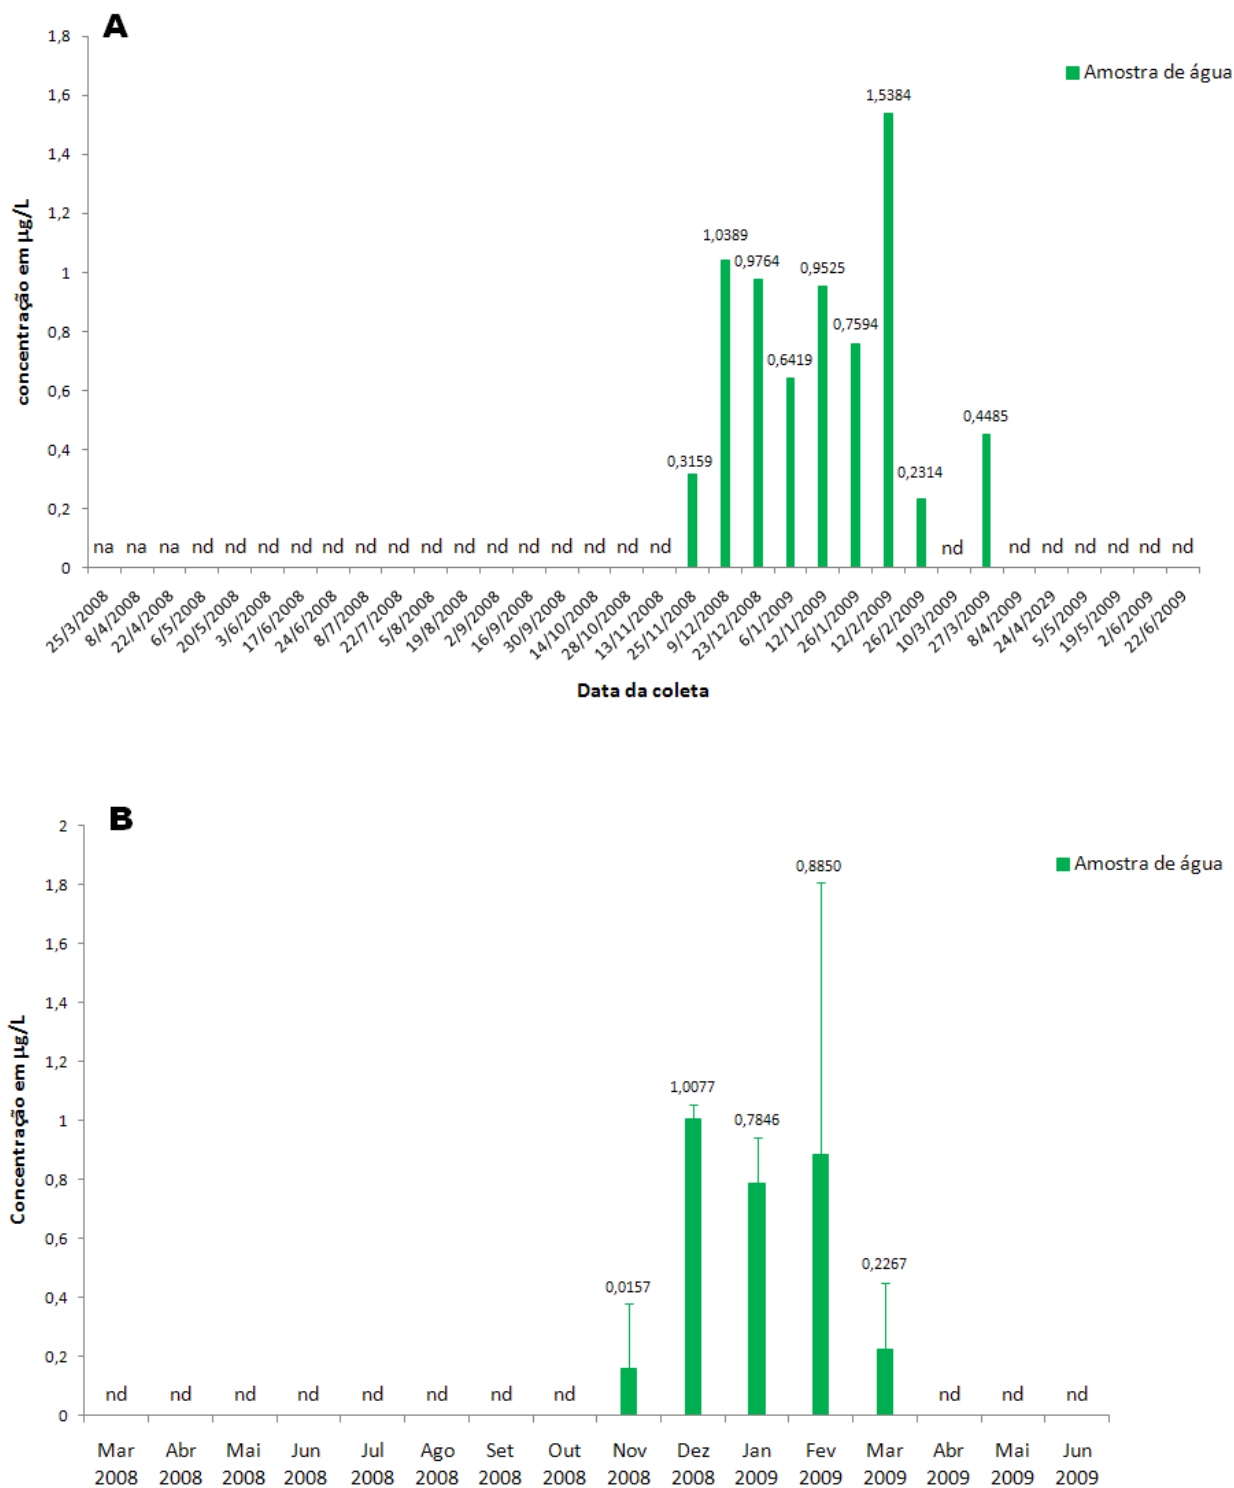 A
1,8
1,6
1,4
1,2
1
0,8
0,6
0,4
0,2
0
concentração em µg/L
Amostra de água
na na na nd nd nd nd nd nd nd nd nd nd nd nd nd nd nd 0,3159 1,0389 0,9764 0,6419 0,9525 0,7594 1,5384 0,2314 nd 0,4485 nd nd nd nd nd nd
25/3/2008 8/4/2008 22/4/2008 6/5/2008 20/5/2008 3/6/2008 17/6/2008 24/6/2008 8/7/2008 22/7/2008 5/8/2008 19/8/2008 2/9/2008 16/9/2008 30/9/2008 14/10/2008 28/10/2008 13/11/2008 25/11/2008 9/12/2008 23/12/2008 6/1/2009 12/1/2009 26/1/2009 12/2/2009 26/2/2009 10/3/2009 27/3/2009 8/4/2009 24/4/2029 5/5/2009 19/5/2009 2/6/2009 22/6/2009
Data da coleta
B
2
1,8
1,6
1,4
1,2
1
0,8
0,6
0,4
0,2
0
Concentração em µg/L
Amostra de água
nd nd nd nd nd nd nd nd 0,0157 1,0077 0,7846 0,8850 0,2267 nd nd nd
Mar Abr Mai Jun Jul Ago Set Out Nov Dez Jan Fev Mar Abr Mai Jun
2008 2008 2008 2008 2008 2008 2008 2008 2008 2008 2009 2009 2009 2009 2009 2009